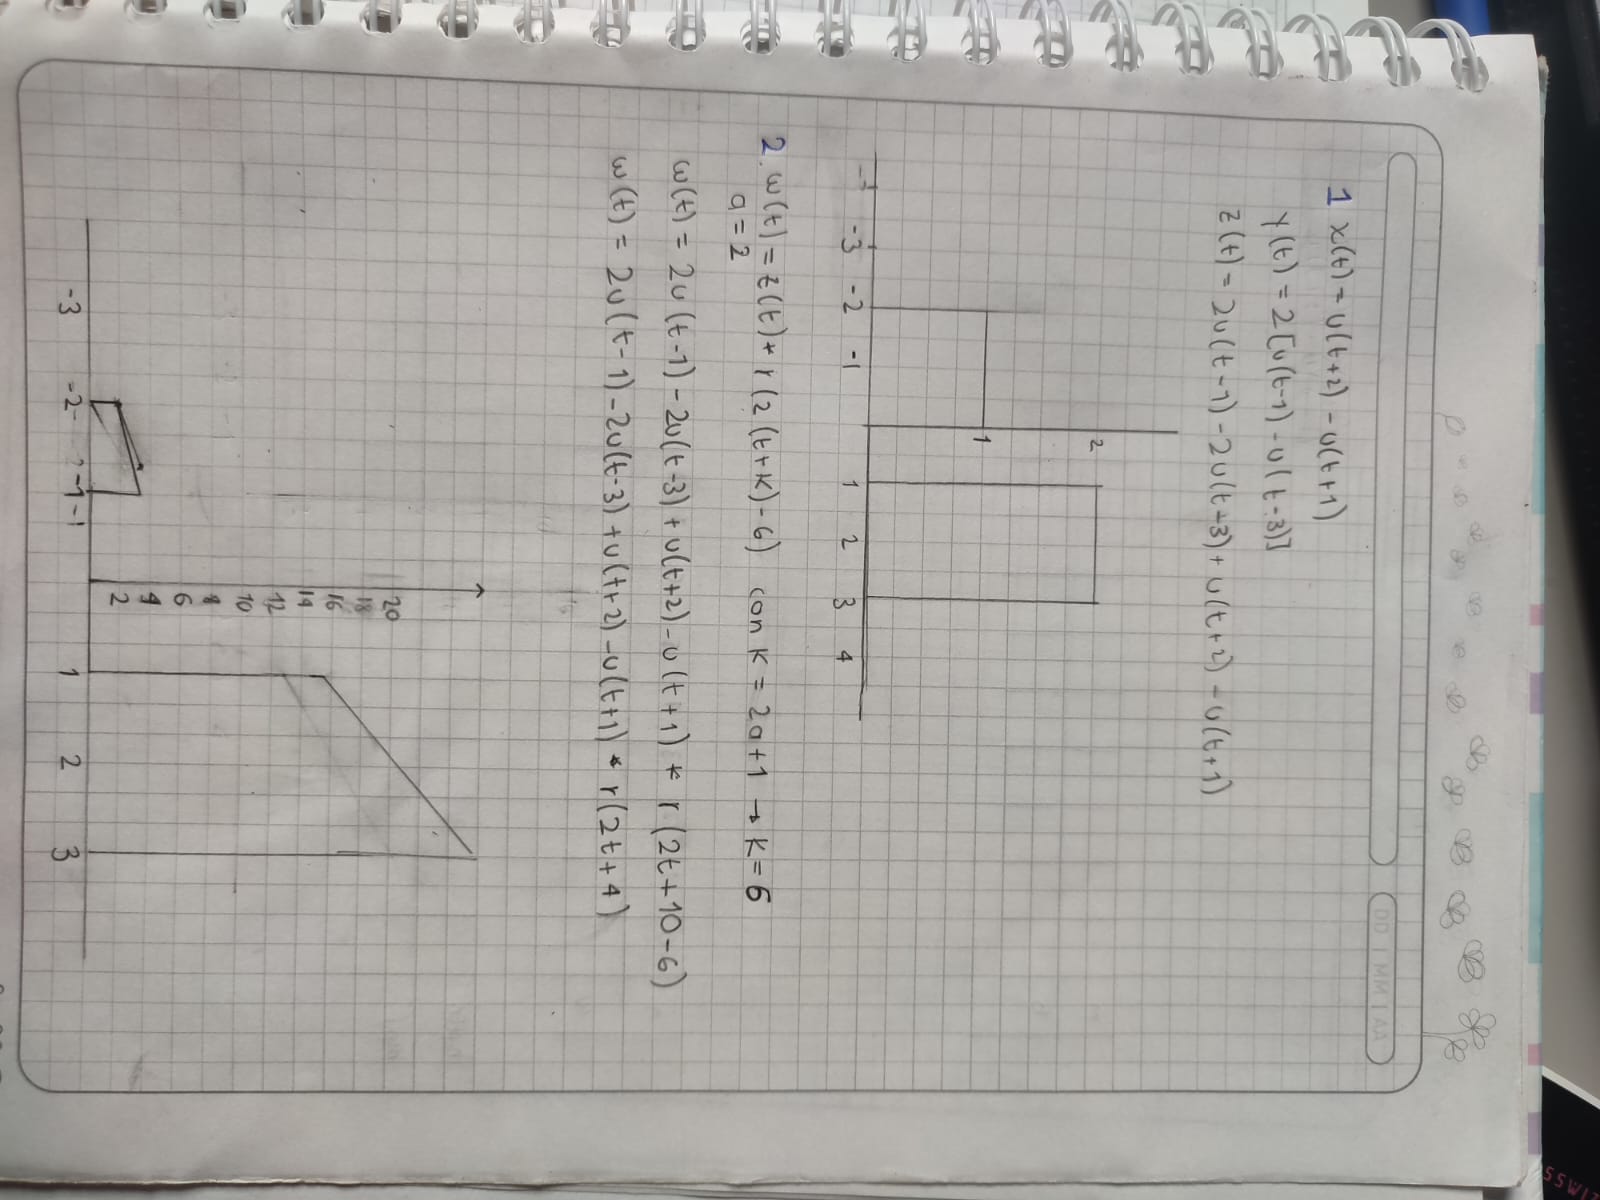 1 x(t) = u(t+2) - u(t+1)
y(t) = 2[u(t-1) - u(t-3)]
z(t) = 2u(t-1) - 2u(t+3) + u(t+2) - u(t+1)
2
1
-3 -2 -1 1 2 3 4
2. w(t) = z(t) * r(2(t+k)-6) con k = 2a+1 → k=6
a=2
w(t) = 2u(t-1) - 2u(t-3) + u(t+2) - u(t+1) * r(2t+10-6)
w(t) = 2u(t-1) - 2u(t-3) + u(t+2) - u(t+1) * r(2t+4)
20
18
16
14
12
10
8
6
4
2
-3 -2 -1 -1 1 2 3
DD MM AA